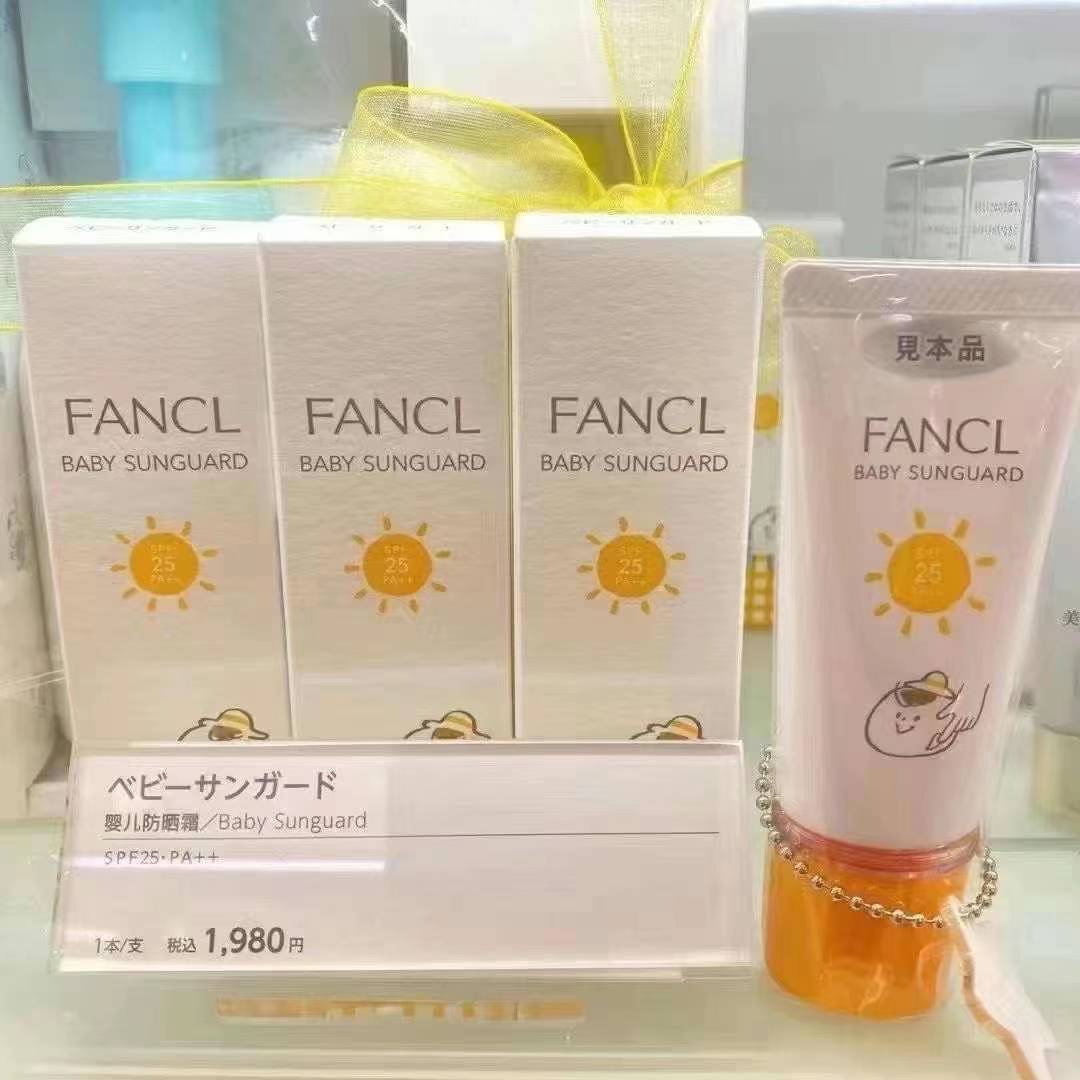 FANCL
BABY SUNGUARD
SPF
25
PA++
FANCL
BABY SUNGUARD
SPF
25
PA++
FANCL
BABY SUNGUARD
SPF
25
PA++
見本品
FANCL
BABY SUNGUARD
SPF
25
ベビーサンガード
婴儿防晒霜／Baby Sunguard
SPF25・PA++
1本/支 税込 1,980円
美